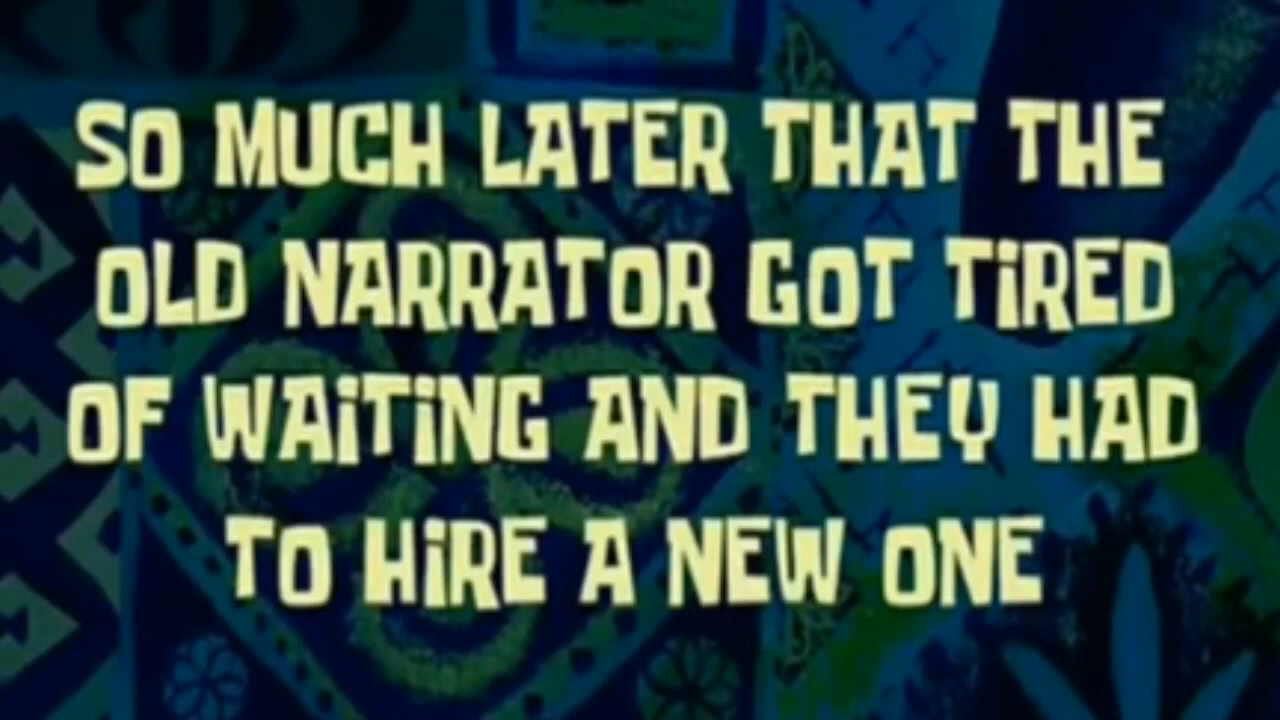 SO MUCH LATER THAT THE
OLD NARRATOR GOT TiRED
OF WAiTiNG AND THEY HAD
TO HiRE A NEW ONE